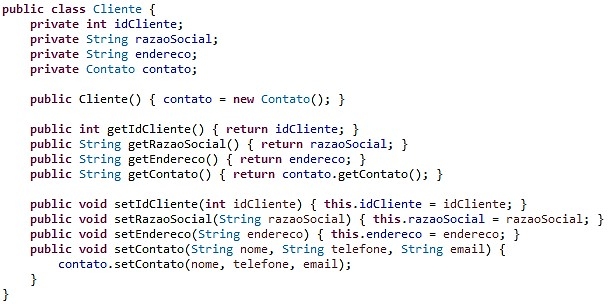 public class Cliente {
    private int idCliente;
    private String razaoSocial;
    private String endereco;
    private Contato contato;

    public Cliente() { contato = new Contato(); }

    public int getIdCliente() { return idCliente; }
    public String getRazaoSocial() { return razaoSocial; }
    public String getEndereco() { return endereco; }
    public String getContato() { return contato.getContato(); }

    public void setIdCliente(int idCliente) { this.idCliente = idCliente; }
    public void setRazaoSocial(String razaoSocial) { this.razaoSocial = razaoSocial; }
    public void setEndereco(String endereco) { this.endereco = endereco; }
    public void setContato(String nome, String telefone, String email) {
        contato.setContato(nome, telefone, email);
    }
}